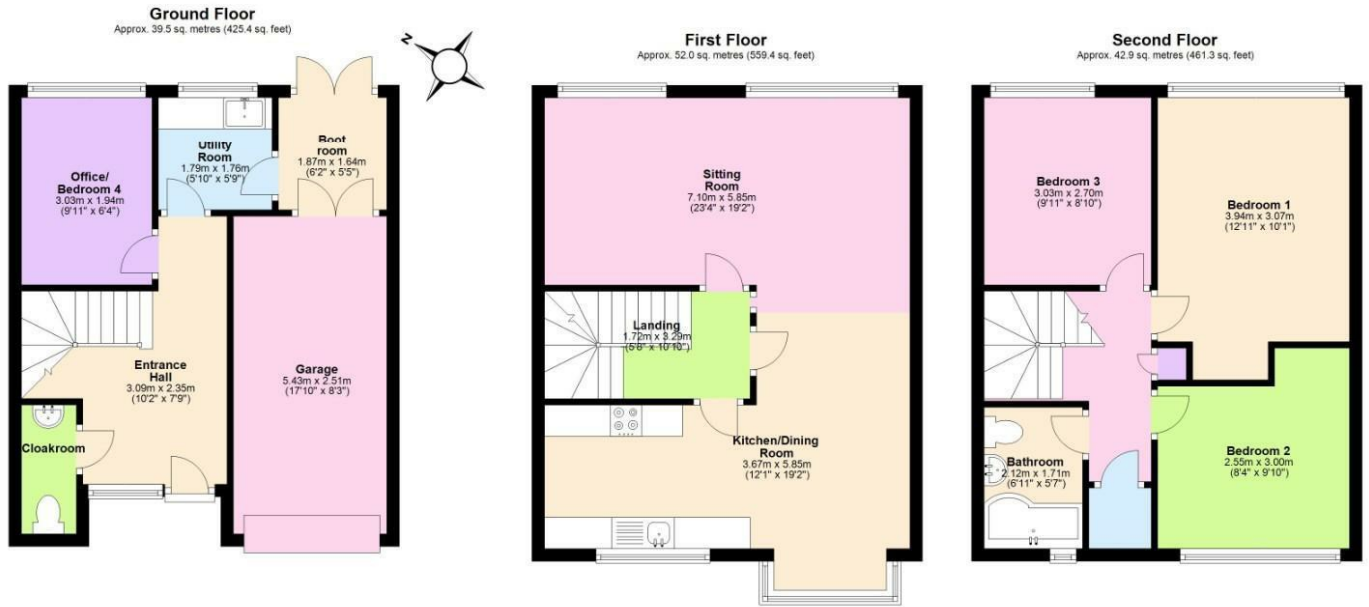 Ground Floor
Approx. 39.5 sq. metres (425.4 sq. feet)
N
Office/
Bedroom 4
3.03m x 1.94m
(9'11" x 6'4")
Utility
Room
1.79m x 1.76m
(5'10" x 5'9")
Boot
room
1.87m x 1.64m
(6'2" x 5'5")
Entrance
Hall
3.09m x 2.35m
(10'2" x 7'9")
Garage
5.43m x 2.51m
(17'10" x 8'3")
Cloakroom
First Floor
Approx. 52.0 sq. metres (559.4 sq. feet)
Sitting
Room
7.10m x 5.85m
(23'4" x 19'2")
Landing
1.72m x 3.29m
(5'8" x 10'10")
Kitchen/Dining
Room
3.67m x 5.85m
(12'1" x 19'2")
Second Floor
Approx. 42.9 sq. metres (461.3 sq. feet)
Bedroom 3
3.03m x 2.70m
(9'11" x 8'10")
Bedroom 1
3.94m x 3.07m
(12'11" x 10'1")
Bathroom
2.12m x 1.71m
(6'11" x 5'7")
Bedroom 2
2.55m x 3.00m
(8'4" x 9'10")